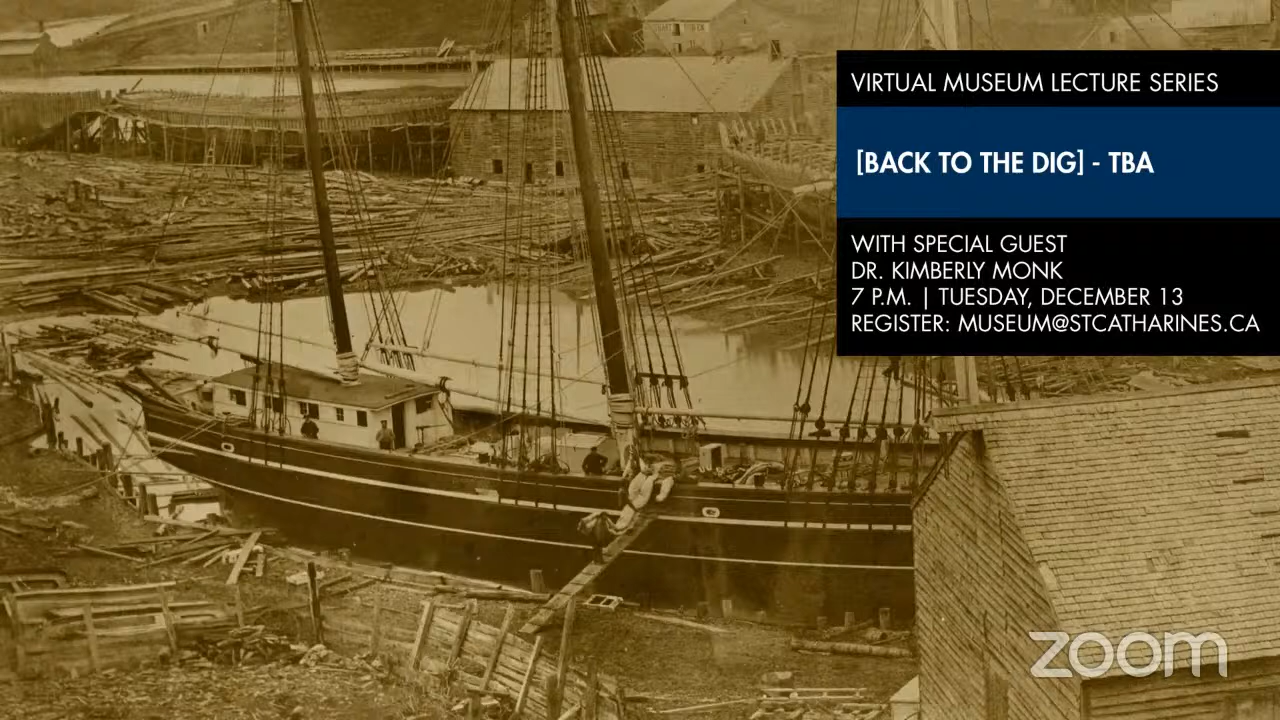 VIRTUAL MUSEUM LECTURE SERIES
[BACK TO THE DIG] - TBA
WITH SPECIAL GUEST
DR. KIMBERLY MONK
7 P.M. | TUESDAY, DECEMBER 13
REGISTER: MUSEUM@STCATHARINES.CA
zoom